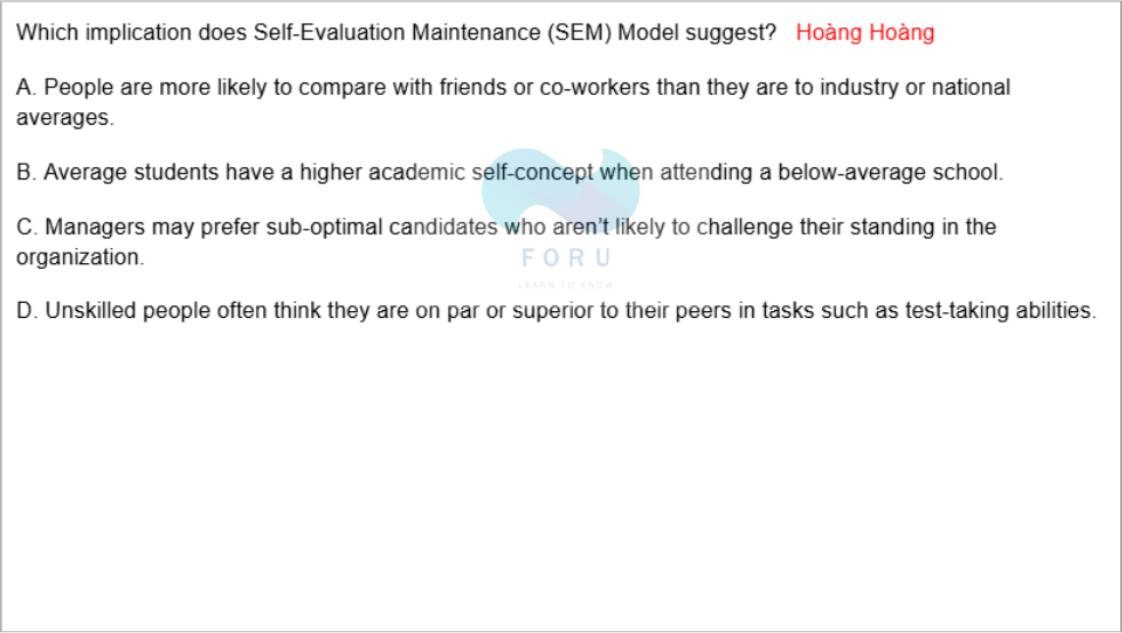 Which implication does Self-Evaluation Maintenance (SEM) Model suggest? Hoàng Hoàng
A. People are more likely to compare with friends or co-workers than they are to industry or national
averages.
B. Average students have a higher academic self-concept when attending a below-average school.
C. Managers may prefer sub-optimal candidates who aren't likely to challenge their standing in the
organization.
FORU
LEARN TO KNOW
D. Unskilled people often think they are on par or superior to their peers in tasks such as test-taking abilities.